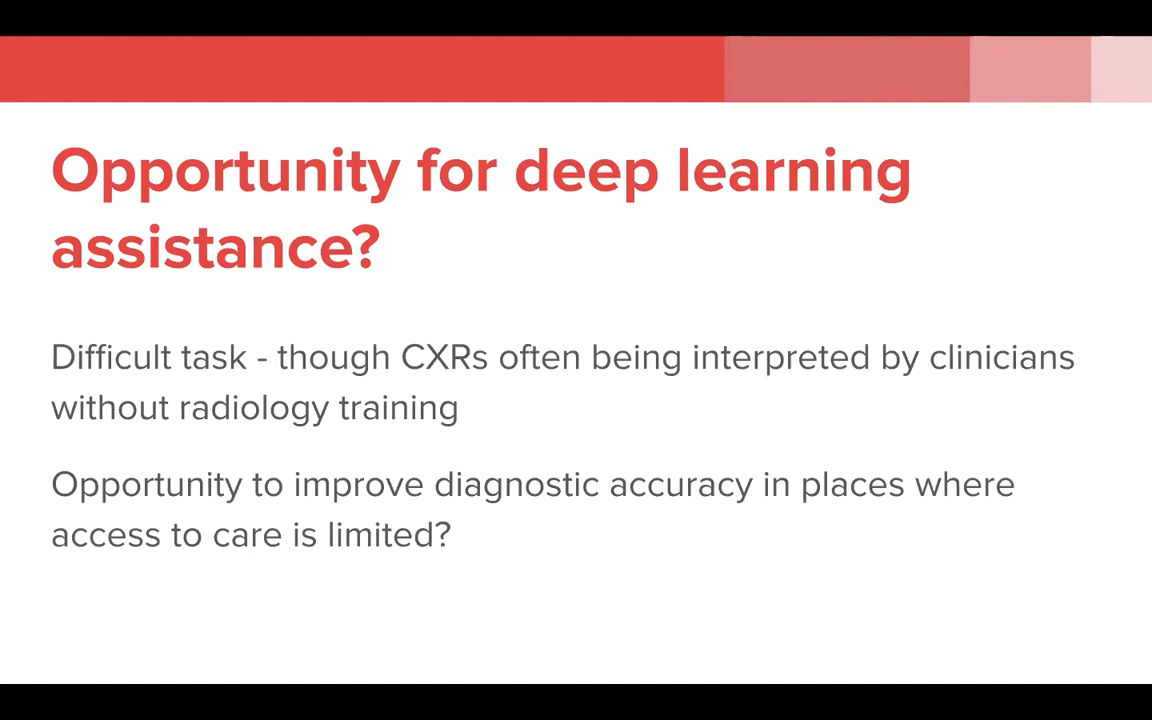 Opportunity for deep learning
assistance?
Difficult task - though CXRs often being interpreted by clinicians
without radiology training
Opportunity to improve diagnostic accuracy in places where
access to care is limited?